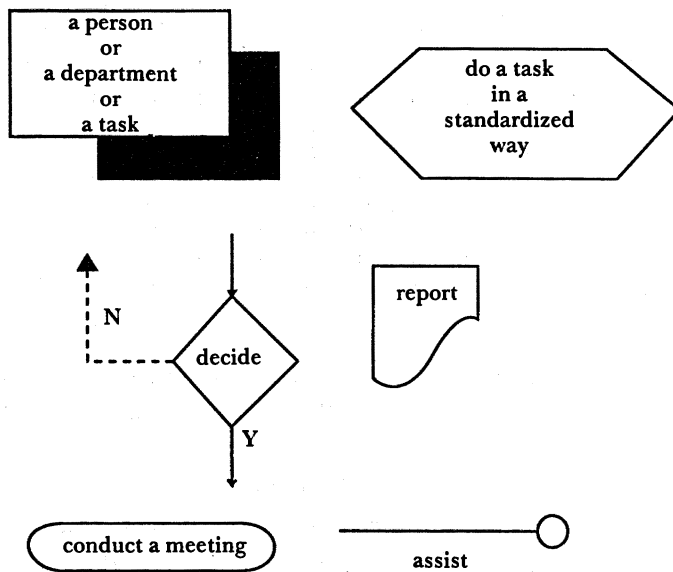 a person
or
a department
or
a task
do a task
in a
standardized
way
N
decide
Y
report
conduct a meeting
assist